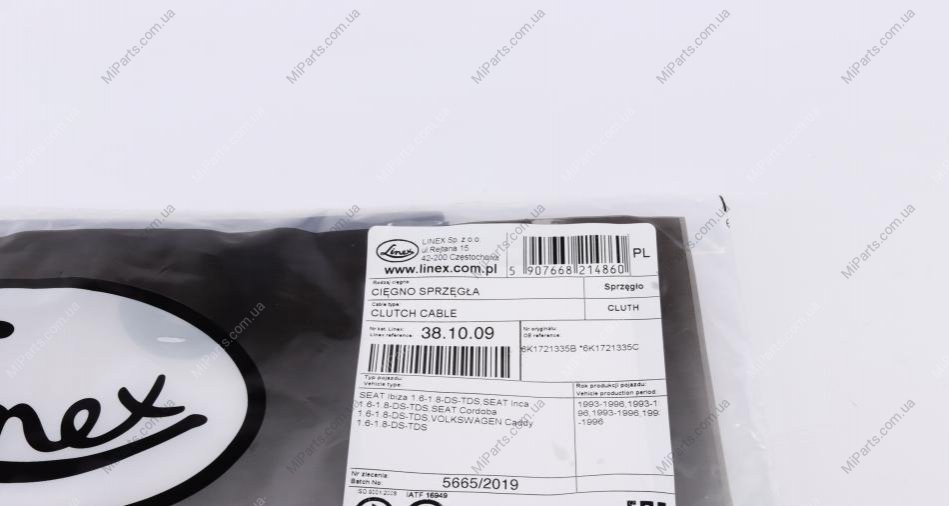 Linex
LINEX Sp. z o.o.
ul.Rejtana 15
42-200 Częstochowa
www.linex.com.pl
5 907668 214860
PL
Rodzaj cięgna:
CIĘGNO SPRZĘGŁA
Sprzęgło
Cable type:
CLUTCH CABLE
CLUTH
Nr kat. Linex:
Linex reference:
38.10.09
Nr oryginału:
OE reference:
6K1721335B *6K1721335C
Typ pojazdu:
Vehicle type:
SEAT Ibiza 1.6-1.8-DS-TDS,SEAT Inca
1.6-1.8-DS-TDS,SEAT Cordoba
1.6-1.8-DS-TDS,VOLKSWAGEN Caddy
1.6-1.8-DS-TDS
Rok produkcji pojazdu:
Vehicle production period:
1993-1996,1993-1
96,1993-1996,199
-1996
Nr zlecenia:
Batch No:
5665/2019
ISO 9001:2008
IATF 16949
inex
MiParts.com.ua